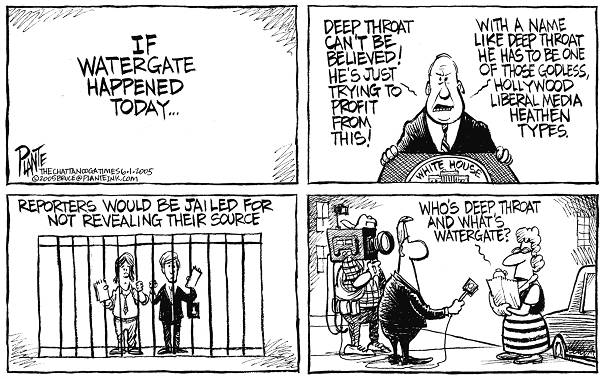 IF
WATERGATE
HAPPENED
TODAY...
PLANTE
THE CHATTANOOGA TIMES 6.1.2005
©2005 BRUCE@PLANTEINK.COM
DEEP THROAT
CAN'T BE
BELIEVED!
HE'S JUST
TRYING TO
PROFIT
FROM
THIS!
WITH A NAME
LIKE DEEP THROAT
HE HAS TO BE ONE
OF THOSE GODLESS,
HOLLYWOOD
LIBERAL MEDIA
HEATHEN
TYPES.
WHITE HOUSE
REPORTERS WOULD BE JAILED FOR
NOT REVEALING THEIR SOURCE
WHO'S DEEP THROAT
AND WHAT'S
WATERGATE?